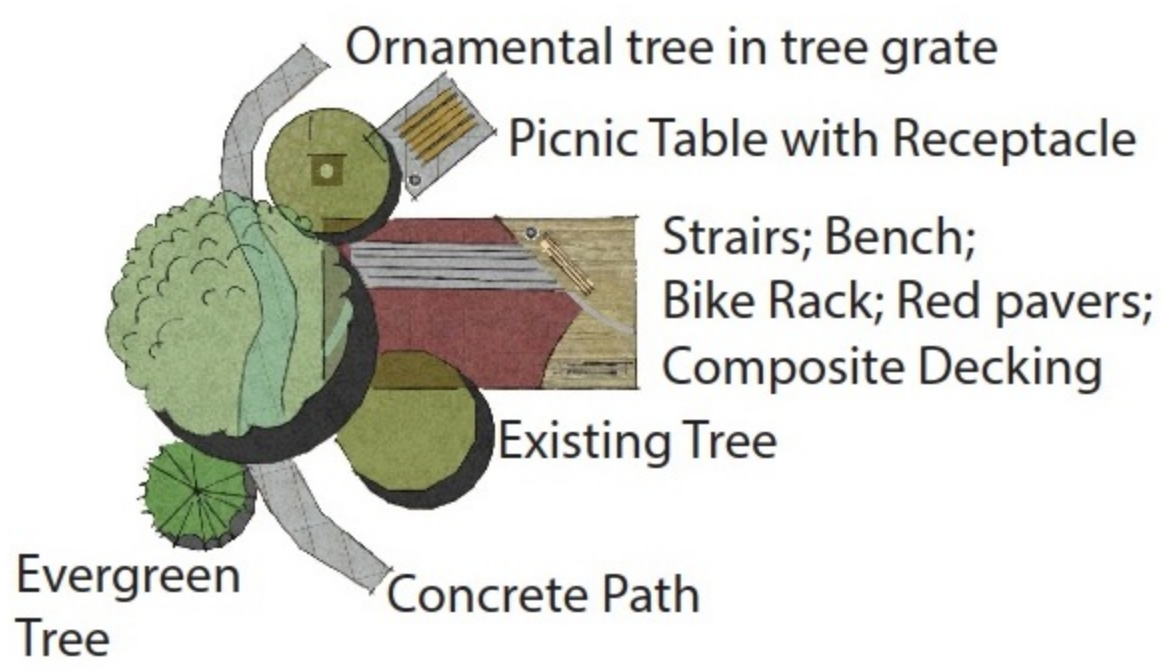 Ornamental tree in tree grate
Picnic Table with Receptacle
Strairs; Bench;
Bike Rack; Red pavers;
Composite Decking
Existing Tree
Evergreen
Tree
Concrete Path